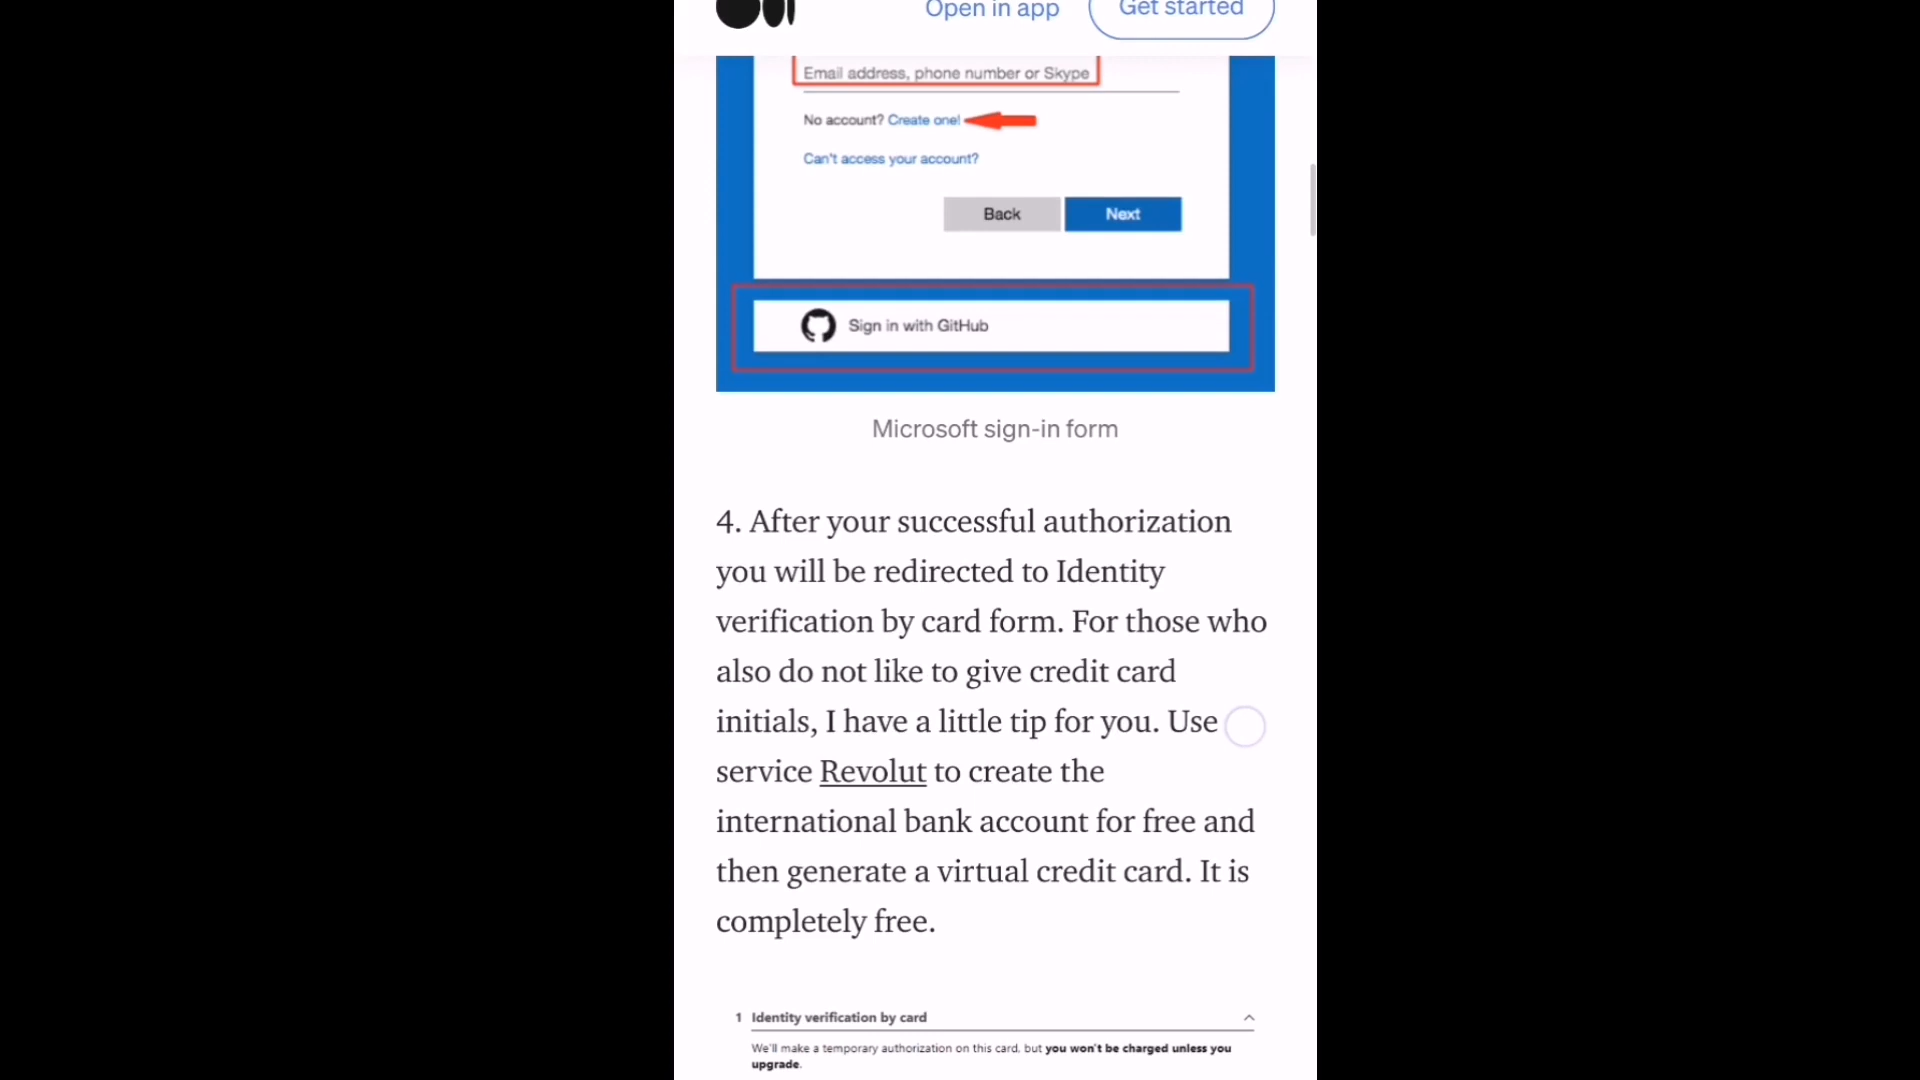 Open in app
Get started
Email address, phone number or Skype
No account? Create one!
Can't access your account?
Back
Next
Sign in with GitHub
Microsoft sign-in form
4. After your successful authorization
you will be redirected to Identity
verification by card form. For those who
also do not like to give credit card
initials, I have a little tip for you. Use
service Revolut to create the
international bank account for free and
then generate a virtual credit card. It is
completely free.
1 Identity verification by card
We'll make a temporary authorization on this card, but you won't be charged unless you
upgrade.